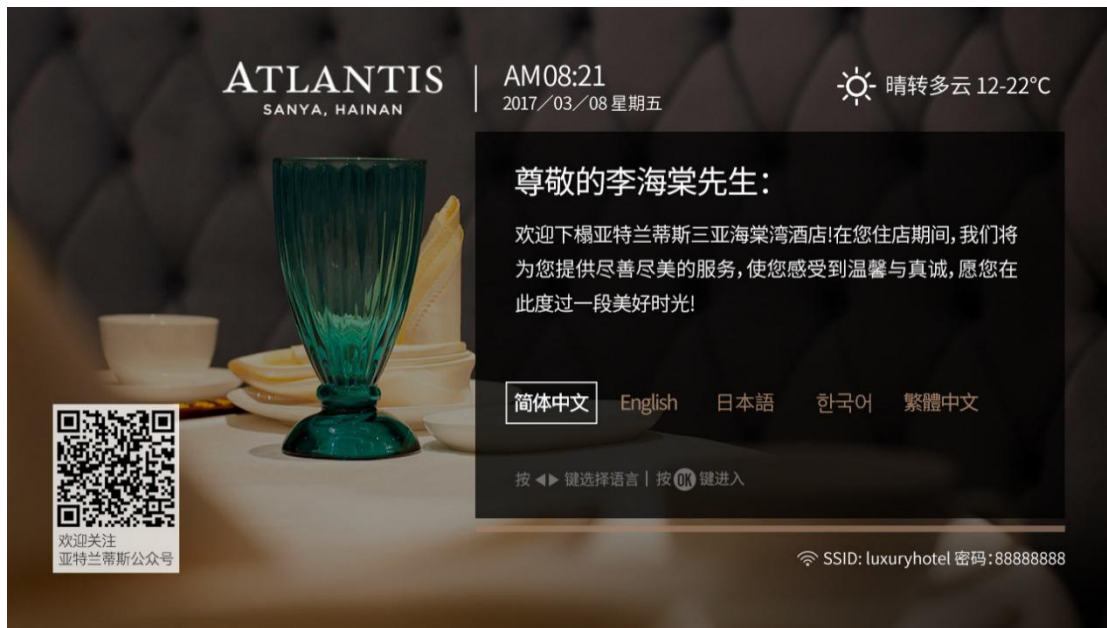 ATLANTIS
SANYA, HAINAN
AM08:21
2017／03／08 星期五
晴转多云 12-22°C
尊敬的李海棠先生：
欢迎下榻亚特兰蒂斯三亚海棠湾酒店!在您住店期间,我们将
为您提供尽善尽美的服务,使您感受到温馨与真诚,愿您在
此度过一段美好时光!
简体中文 English 日本語 한국어 繁體中文
按 ◀▶ 键选择语言 | 按 OK 键进入
欢迎关注
亚特兰蒂斯公众号
SSID: luxuryhotel 密码：88888888